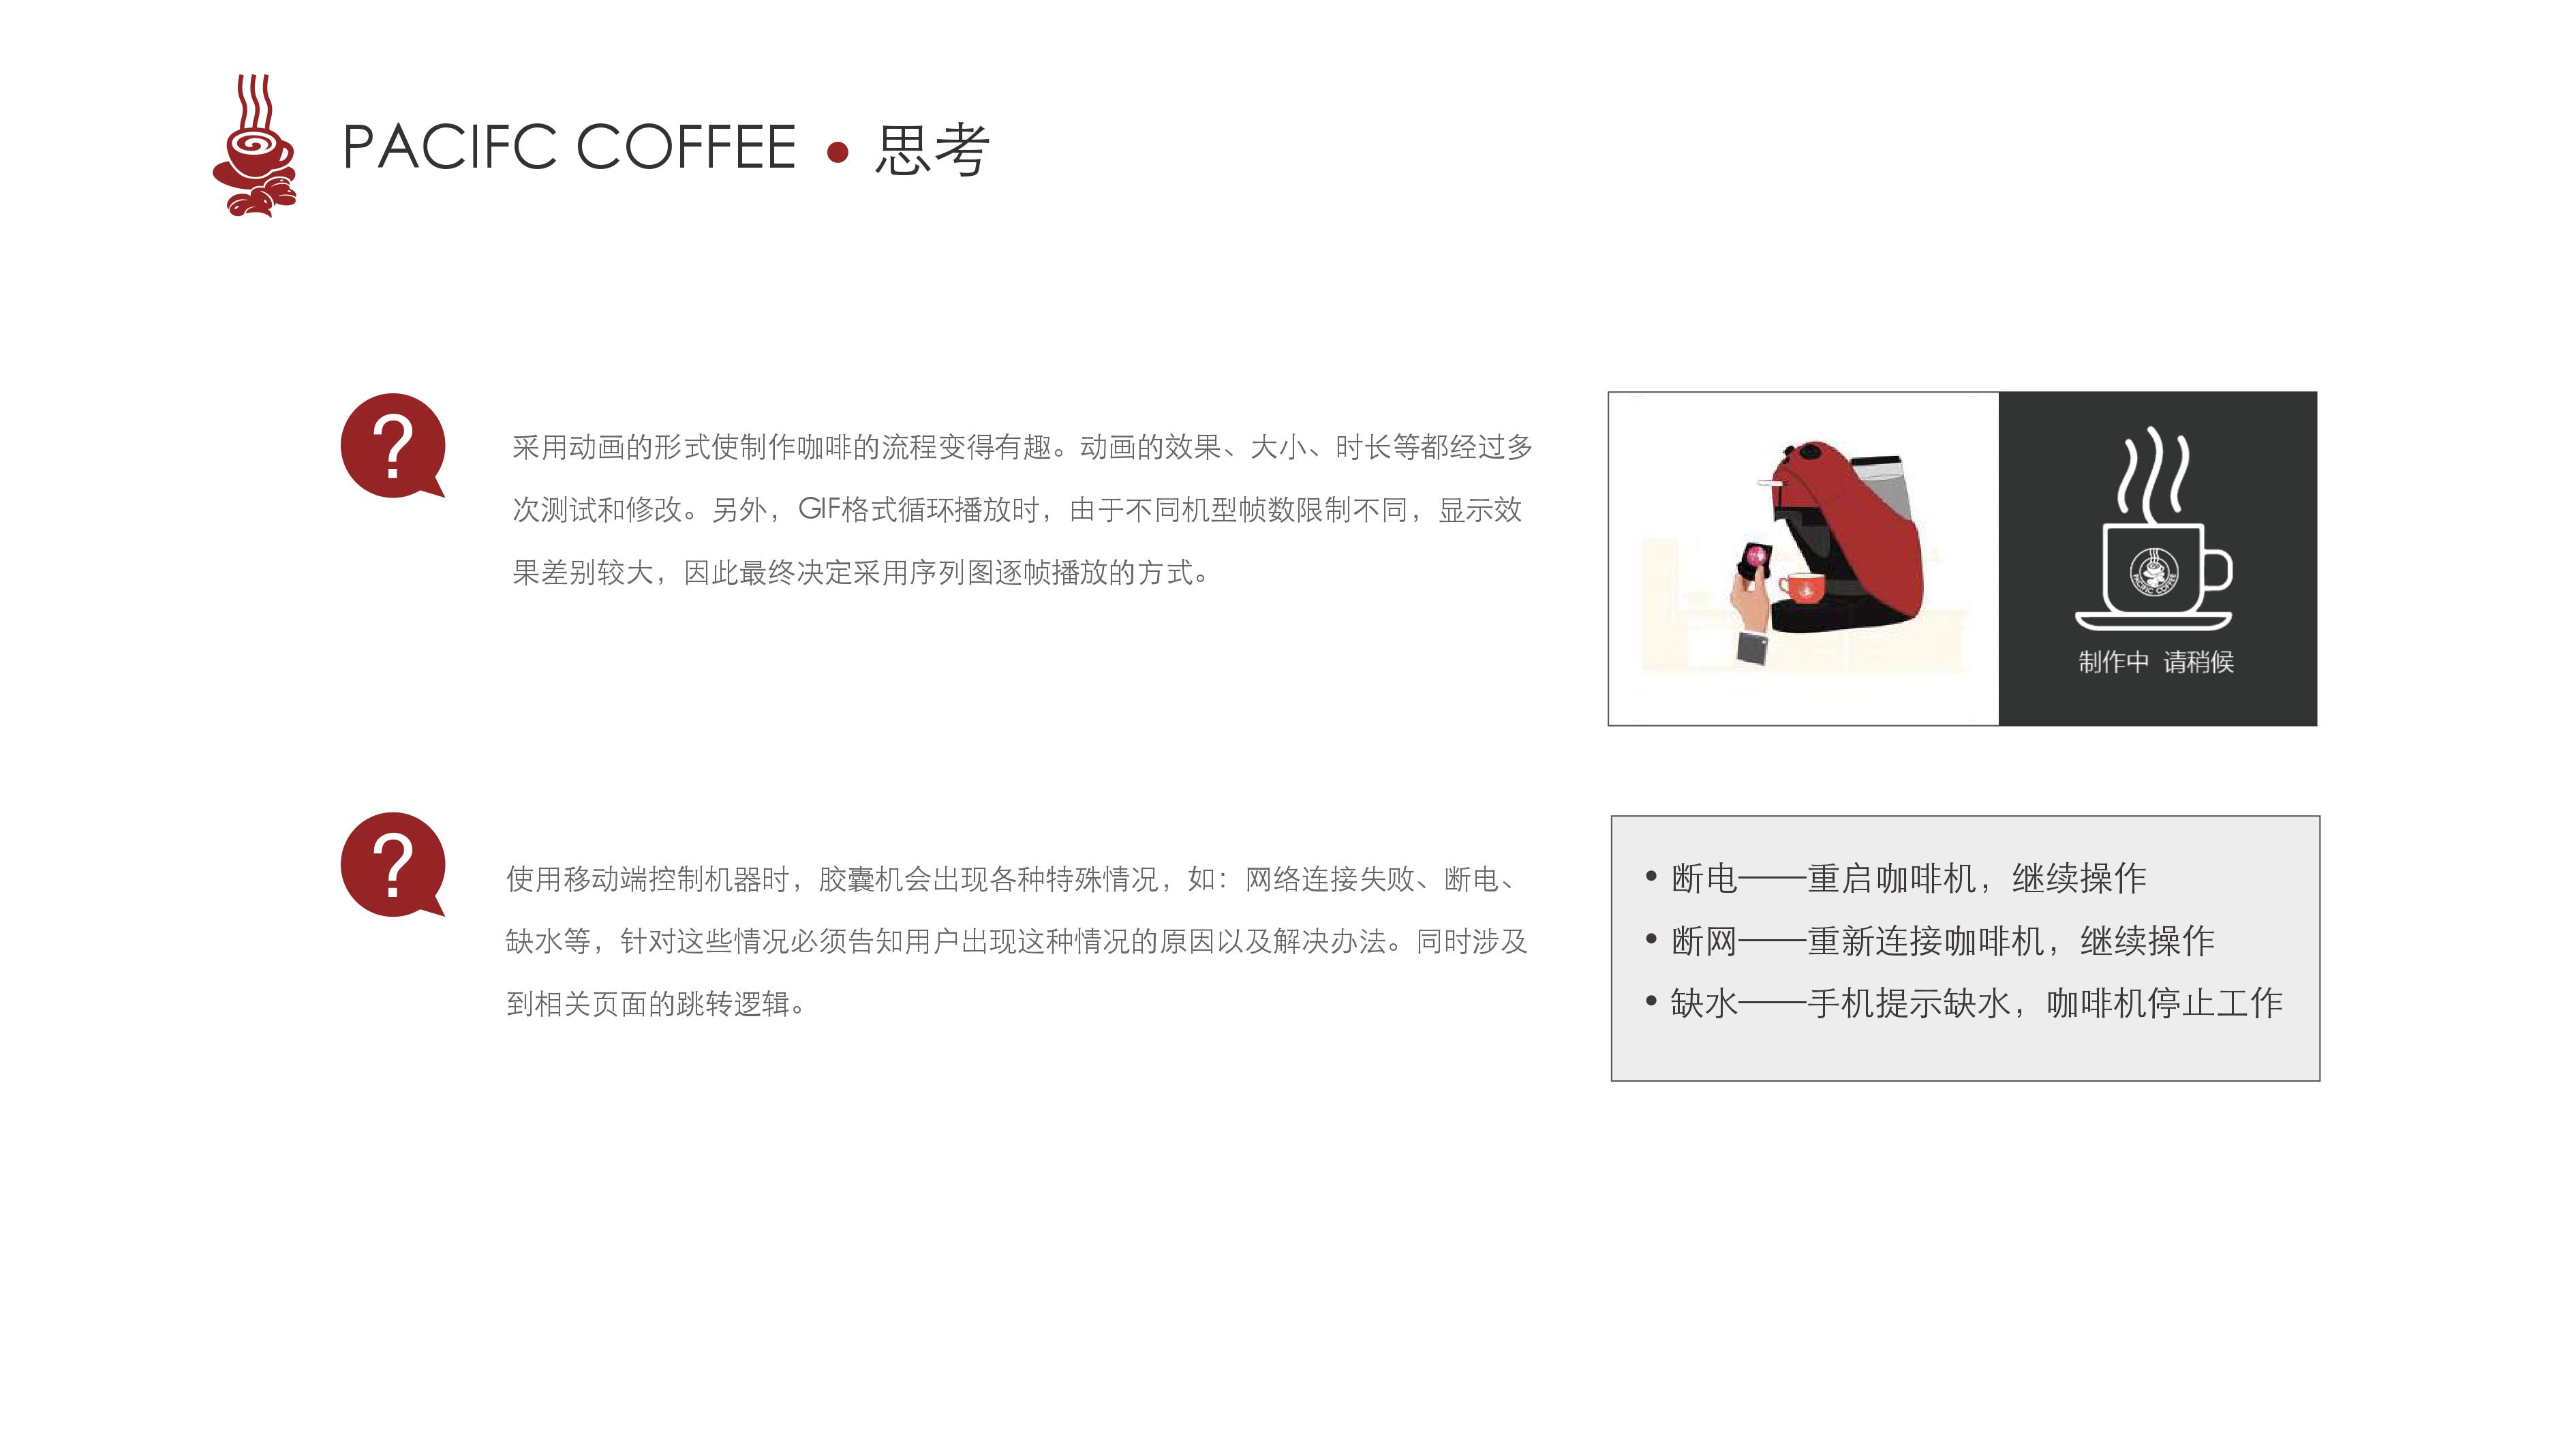 PACIFC COFFEE • 思考
?
采用动画的形式使制作咖啡的流程变得有趣。动画的效果、大小、时长等都经过多
次测试和修改。另外，GIF格式循环播放时，由于不同机型帧数限制不同，显示效
果差别较大，因此最终决定采用序列图逐帧播放的方式。
PACIFIC COFFEE
制作中 请稍候
?
使用移动端控制机器时，胶囊机会出现各种特殊情况，如：网络连接失败、断电、
缺水等，针对这些情况必须告知用户出现这种情况的原因以及解决办法。同时涉及
到相关页面的跳转逻辑。
• 断电——重启咖啡机，继续操作
• 断网——重新连接咖啡机，继续操作
• 缺水——手机提示缺水，咖啡机停止工作